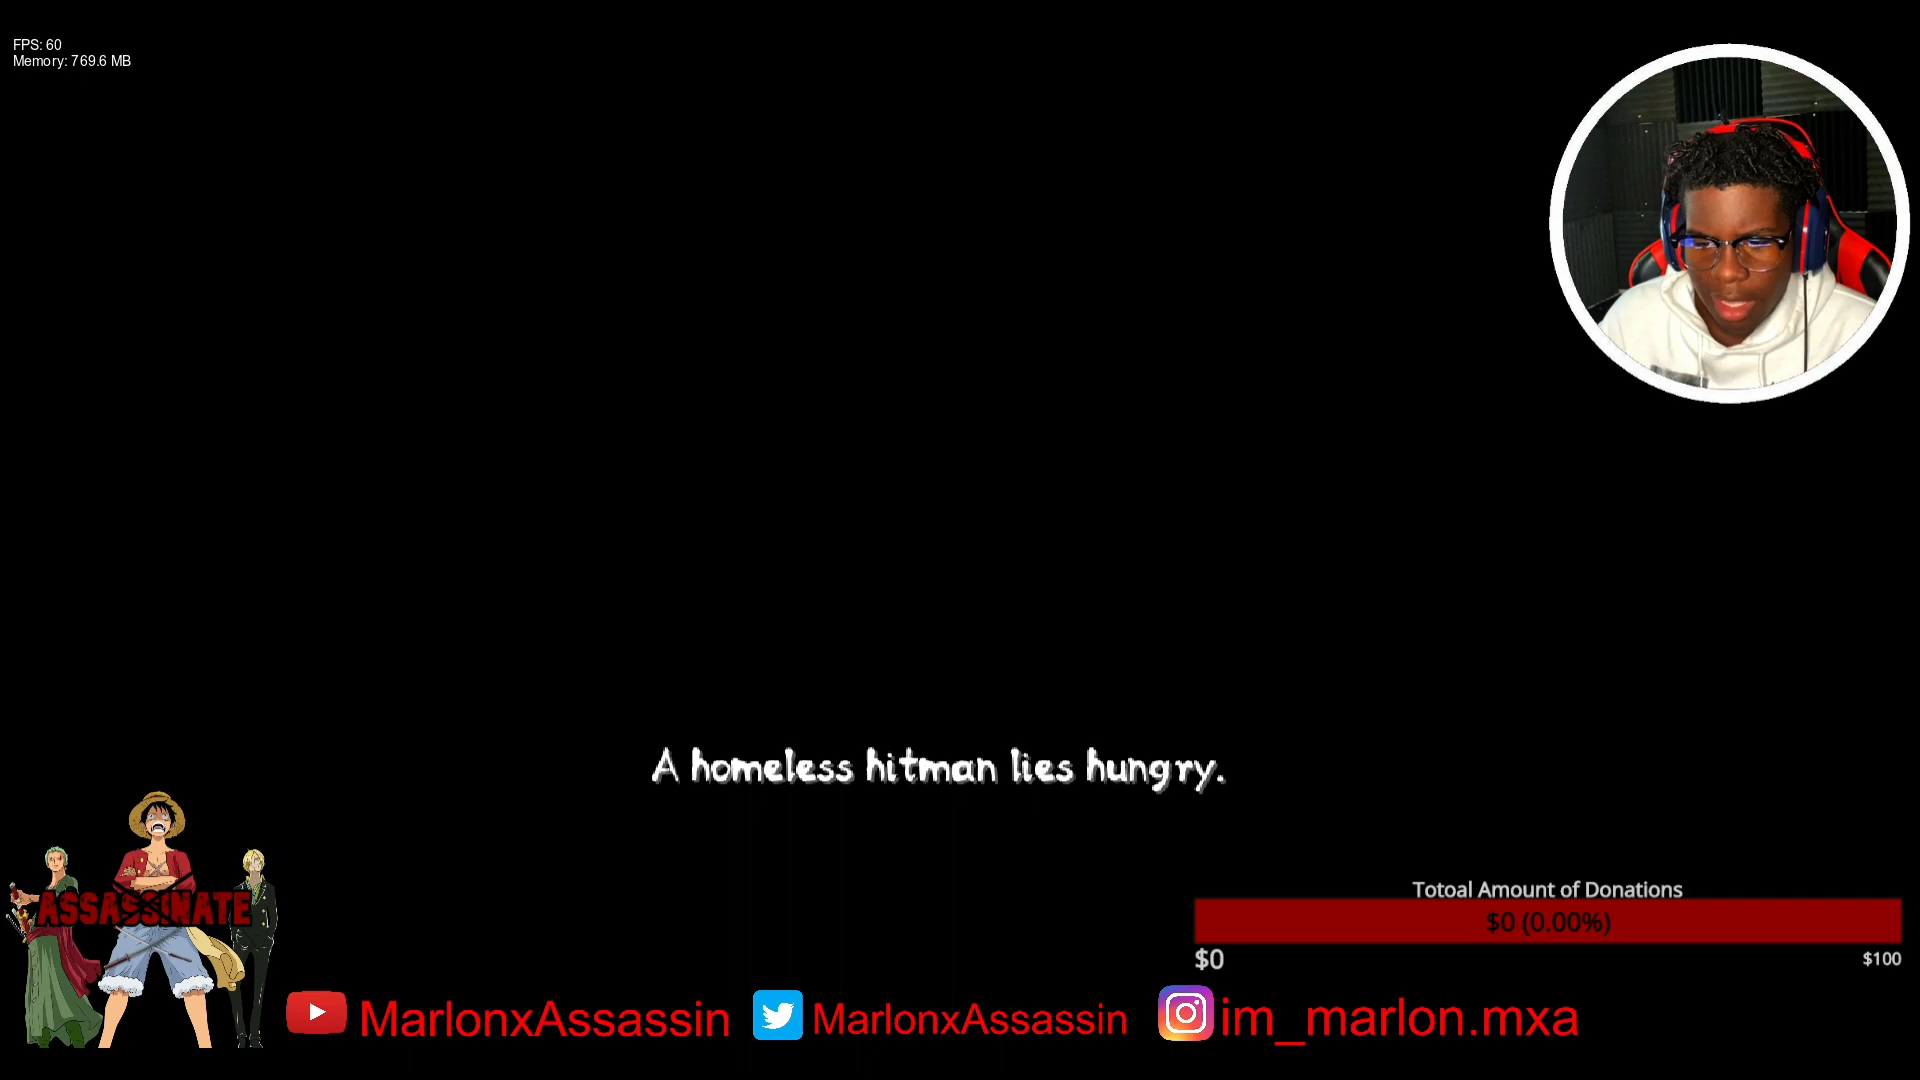 FPS: 60
Memory: 769.6 MB
A homeless hitman lies hungry.
ASSASSINATE
Totoal Amount of Donations
$0 (0.00%)
$0
$100
MarlonxAssassin
MarlonxAssassin
im_marlon.mxa